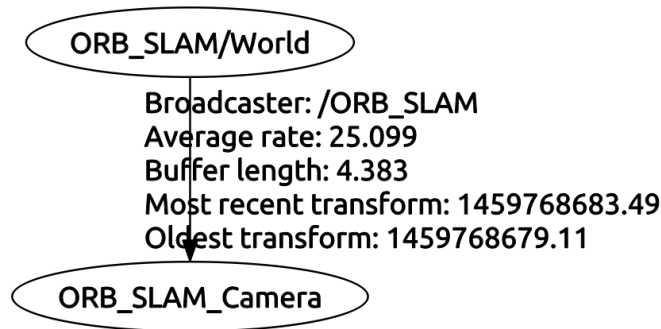 ORB_SLAM/World
Broadcaster: /ORB_SLAM
Average rate: 25.099
Buffer length: 4.383
Most recent transform: 1459768683.49
Oldest transform: 1459768679.11
ORB_SLAM_Camera